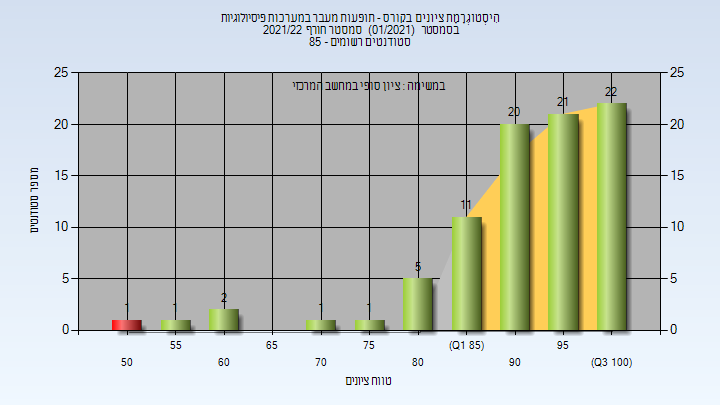 היסטוגרמת ציונים בקורס - תופעות מעבר במערכות פיסיולוגיות
בסמסטר (01/2021) סמסטר חורף 2021/22
סטודנטים רשומים - 85
במשימה : ציון סופי במחשב המרכזי
מספר סטודנטים
25 25
20 20
15 15
10 10
5 5
0 0
1 1 2 1 1 5 11 20 21 22
55 65 75 (Q1 85) 95
50 60 70 80 90 (Q3 100)
טווח ציונים